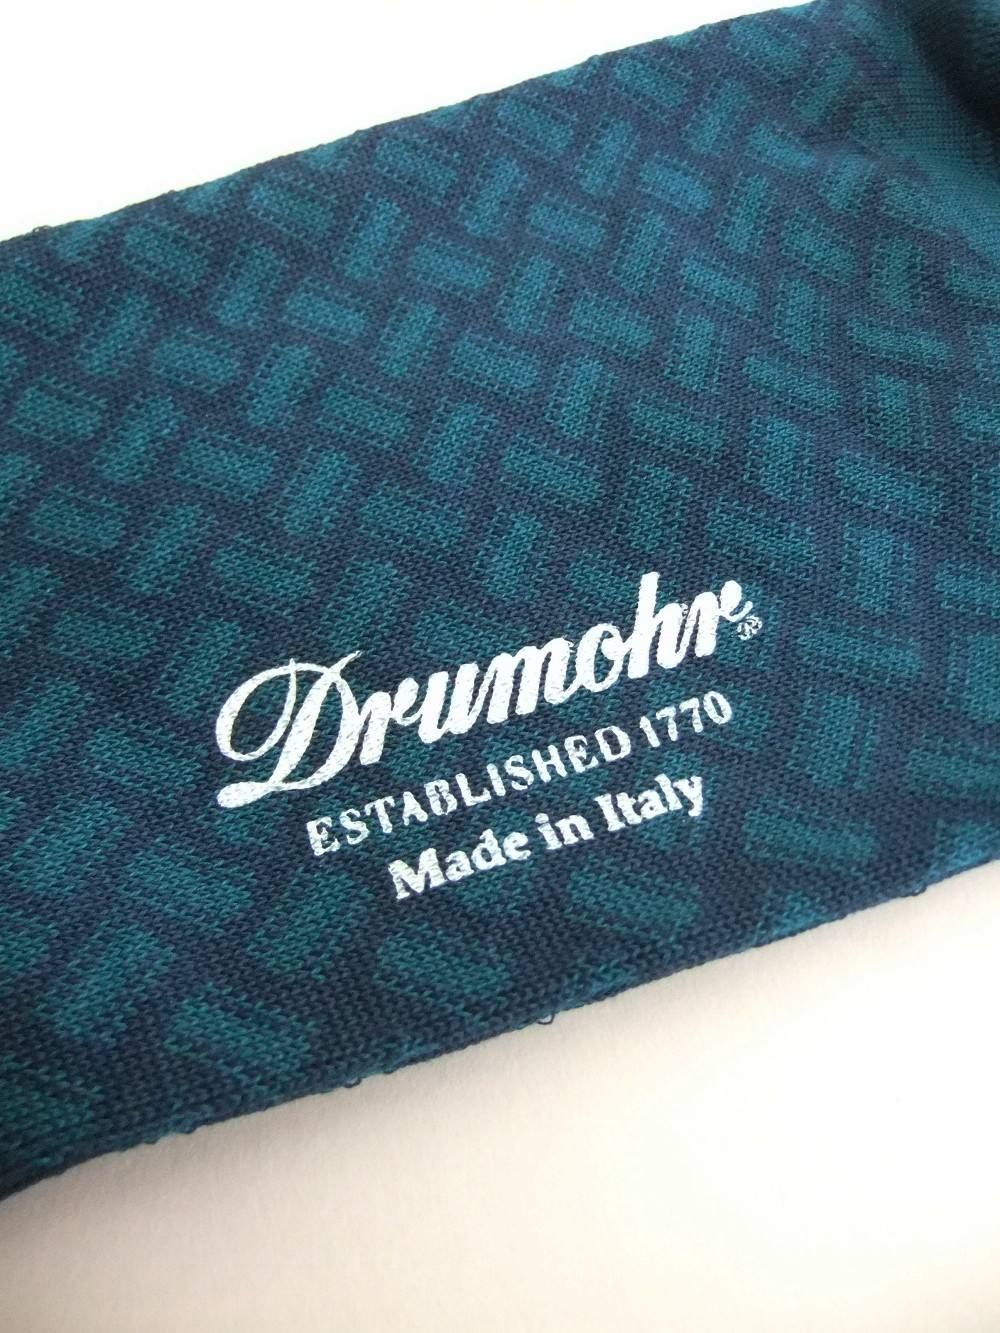 Drumohr®
ESTABLISHED 1770
Made in Italy